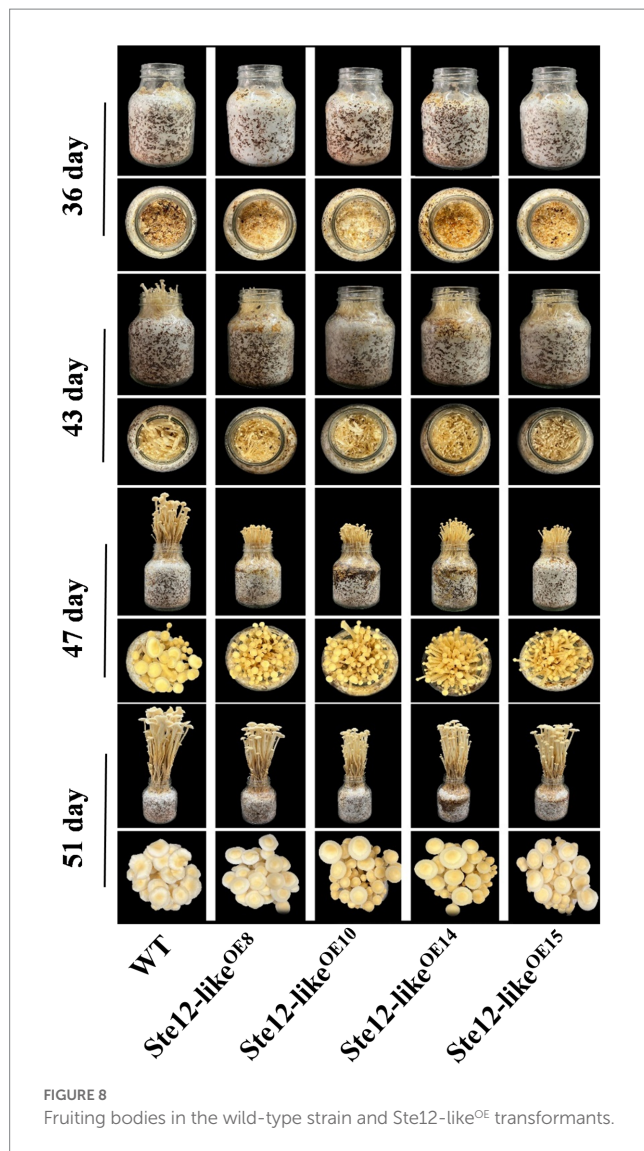 36 day
43 day
47 day
51 day
WT
Ste12-like^OE8
Ste12-like^OE10
Ste12-like^OE14
Ste12-like^OE15
FIGURE 8
Fruiting bodies in the wild-type strain and Ste12-like^OE transformants.